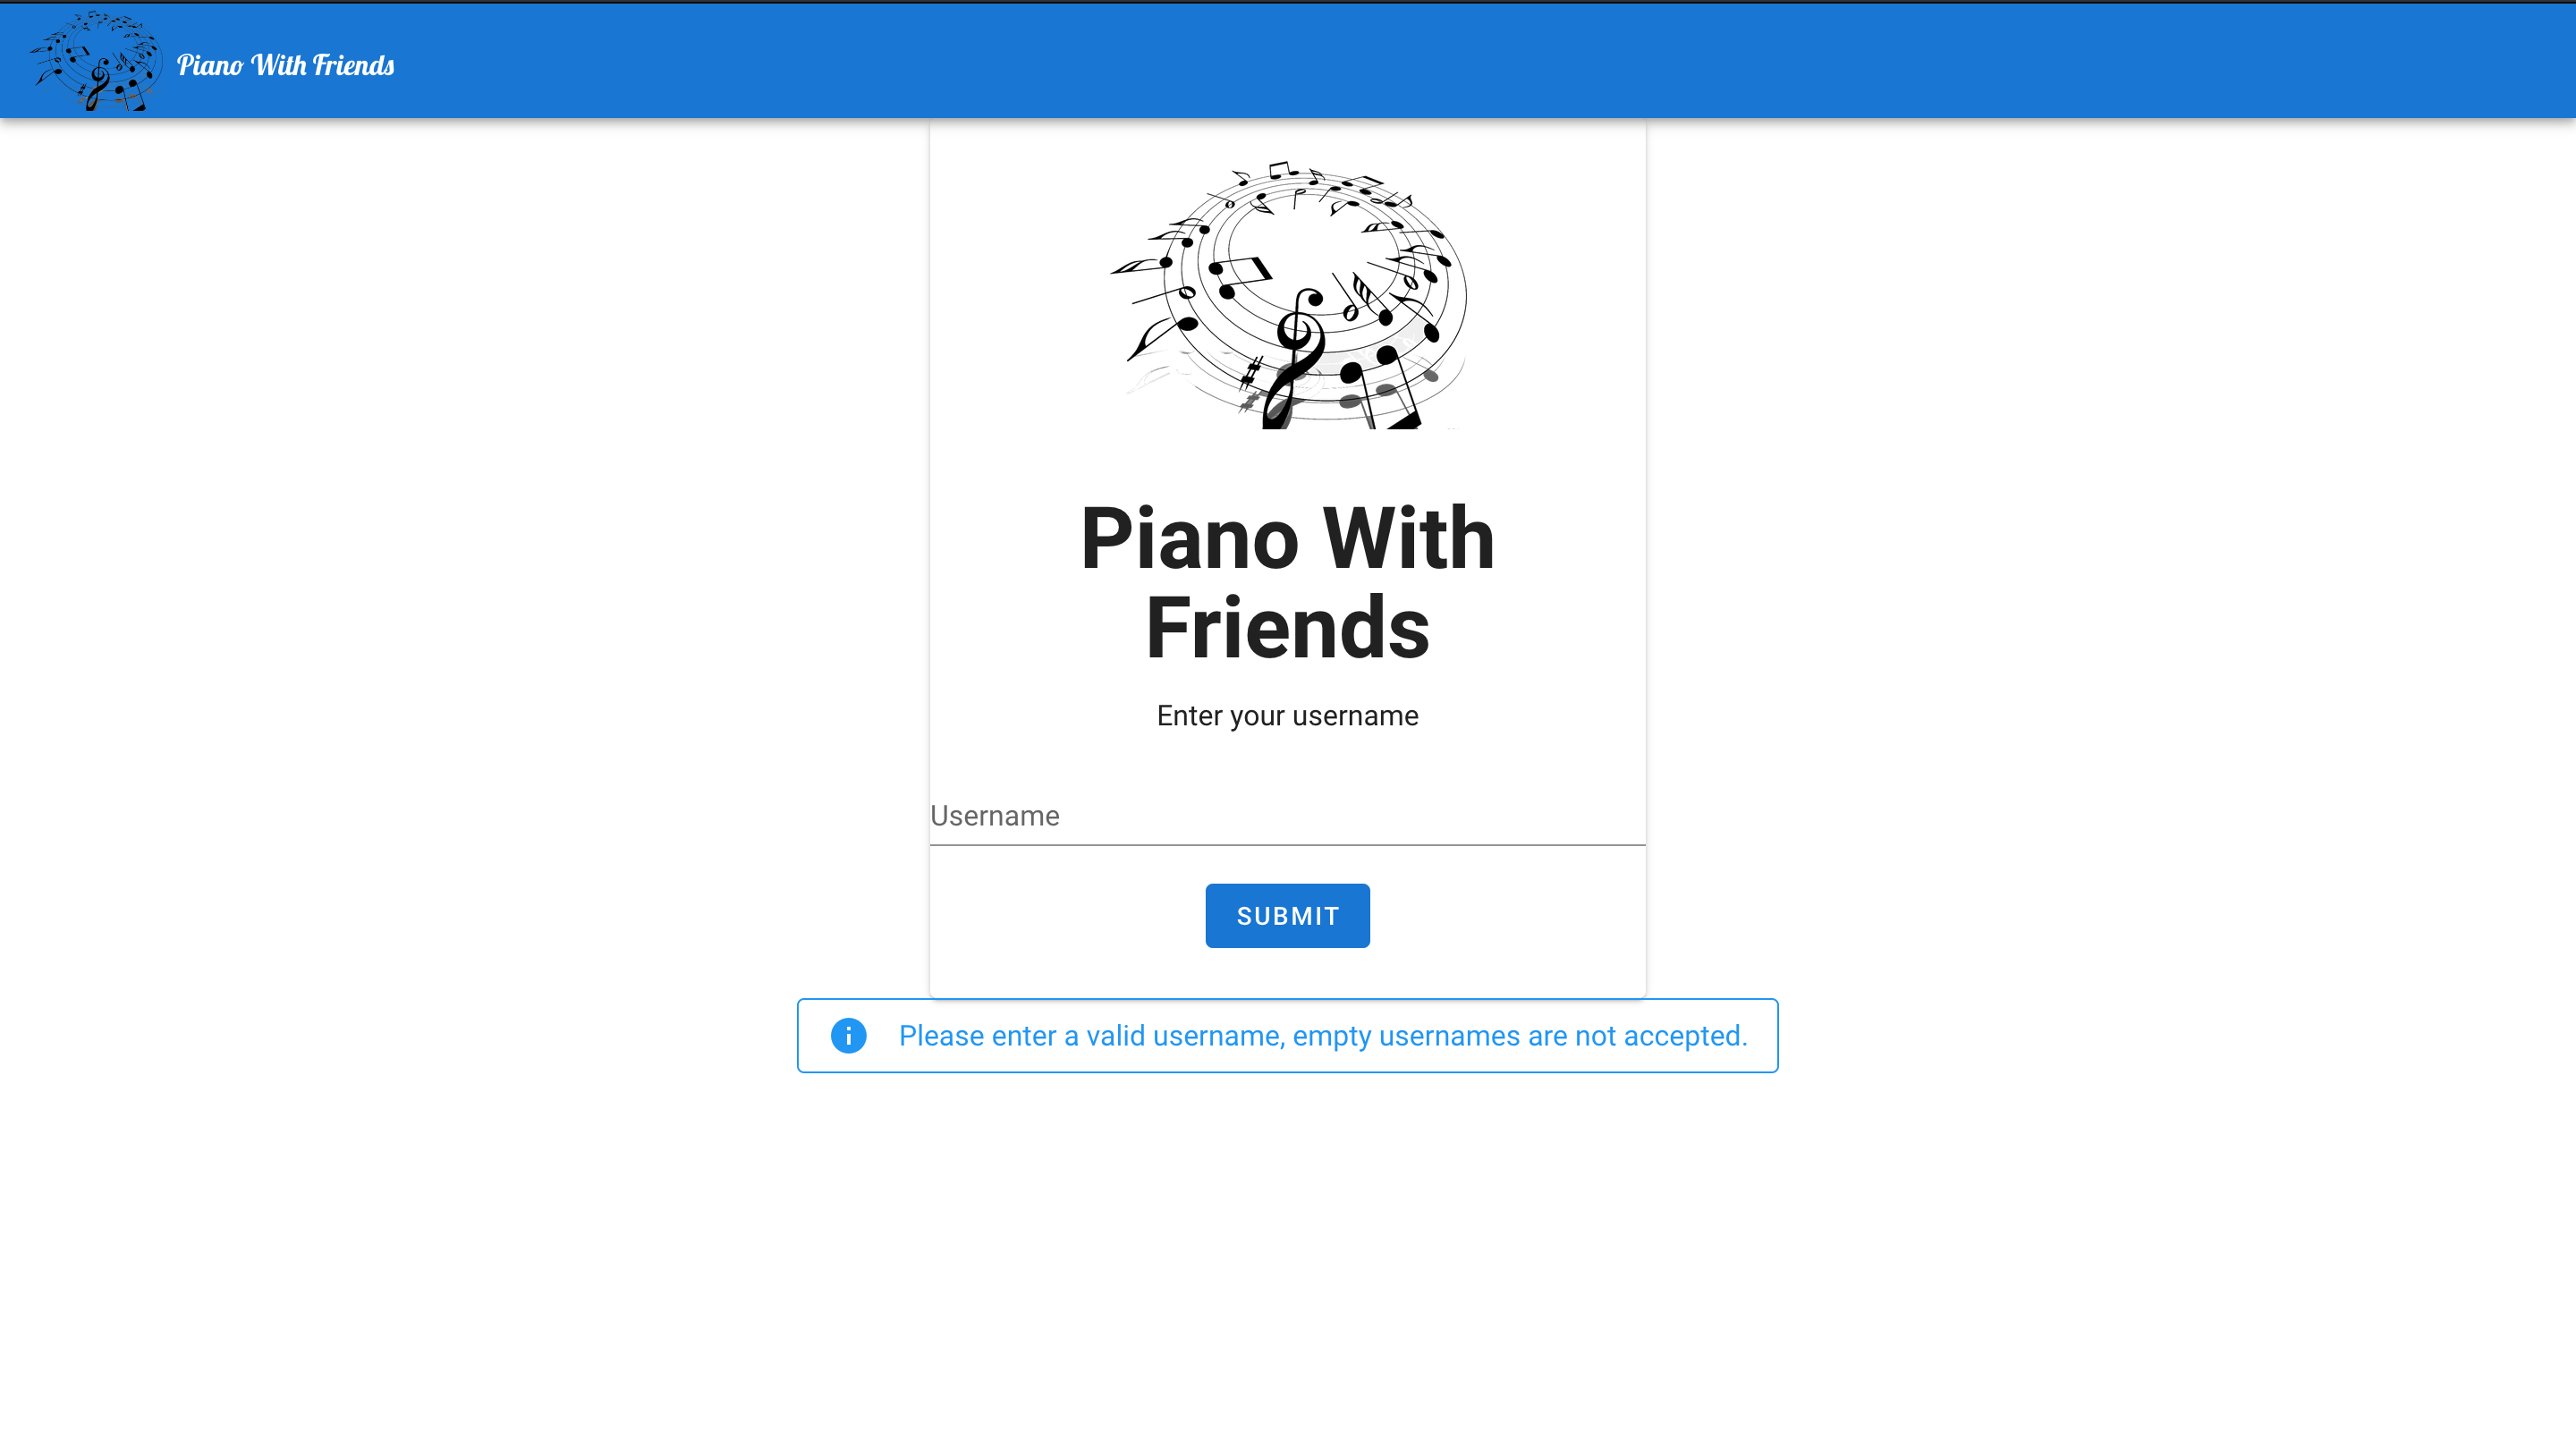 Piano With Friends
Piano With
Friends
Enter your username
Username
SUBMIT
Please enter a valid username, empty usernames are not accepted.